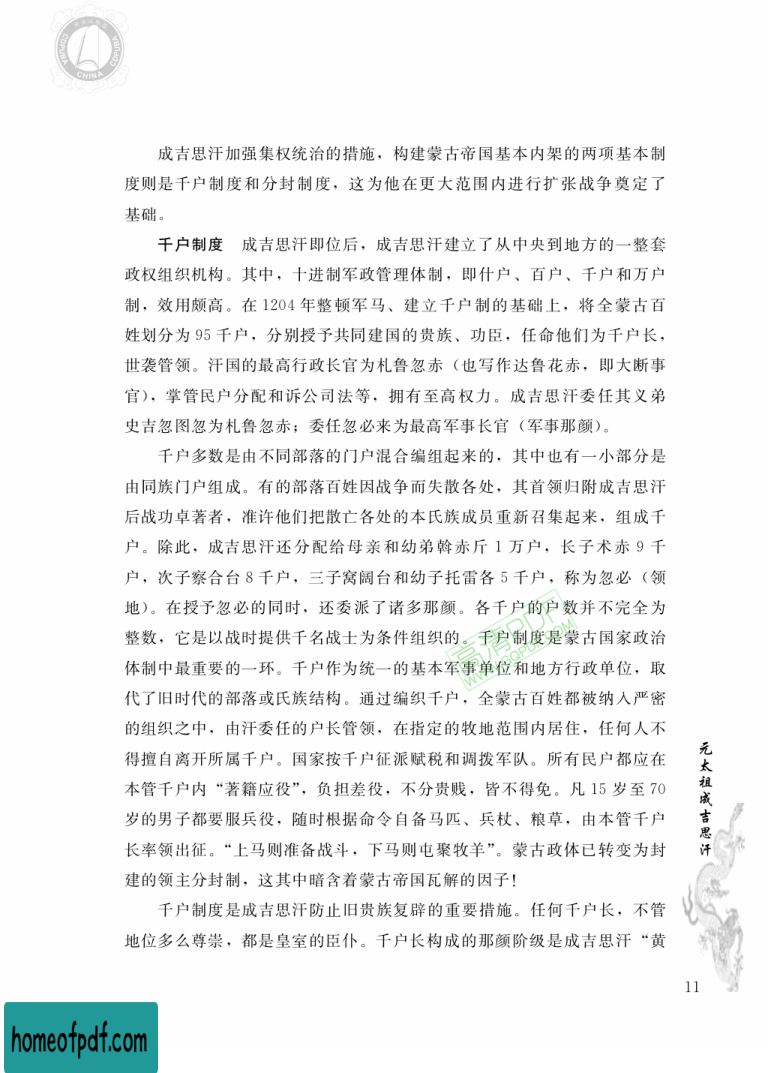 COPUBA
CHINA
COPUBA
成吉思汗加强集权统治的措施，构建蒙古帝国基本内架的两项基本制
度则是千户制度和分封制度，这为他在更大范围内进行扩张战争奠定了
基础。
千户制度　成吉思汗即位后，成吉思汗建立了从中央到地方的一整套
政权组织机构。其中，十进制军政管理体制，即什户、百户、千户和万户
制，效用颇高。在 1204 年整顿军马、建立千户制的基础上，将全蒙古百
姓划分为 95 千户，分别授予共同建国的贵族、功臣，任命他们为千户长，
世袭管领。汗国的最高行政长官为札鲁忽赤（也写作达鲁花赤，即大断事
官），掌管民户分配和诉公司法等，拥有至高权力。成吉思汗委任其义弟
史吉忽图忽为札鲁忽赤；委任忽必来为最高军事长官（军事那颜）。
千户多数是由不同部落的门户混合编组起来的，其中也有一小部分是
由同族门户组成。有的部落百姓因战争而失散各处，其首领归附成吉思汗
后战功卓著者，准许他们把散亡各处的本氏族成员重新召集起来，组成千
户。除此，成吉思汗还分配给母亲和幼弟斡赤斤 1 万户，长子术赤 9 千
户，次子察合台 8 千户，三子窝阔台和幼子托雷各 5 千户，称为忽必（领
地）。在授予忽必的同时，还委派了诸多那颜。各千户的户数并不完全为
整数，它是以战时提供千名战士为条件组织的。千户制度是蒙古国家政治
体制中最重要的一环。千户作为统一的基本军事单位和地方行政单位，取
代了旧时代的部落或氏族结构。通过编织千户，全蒙古百姓都被纳入严密
的组织之中，由汗委任的户长管领，在指定的牧地范围内居住，任何人不
得擅自离开所属千户。国家按千户征派赋税和调拨军队。所有民户都应在
本管千户内“著籍应役”，负担差役，不分贵贱，皆不得免。凡 15 岁至 70
岁的男子都要服兵役，随时根据命令自备马匹、兵杖、粮草，由本管千户
长率领出征。“上马则准备战斗，下马则屯聚牧羊”。蒙古政体已转变为封
建的领主分封制，这其中暗含着蒙古帝国瓦解的因子！
千户制度是成吉思汗防止旧贵族复辟的重要措施。任何千户长，不管
地位多么尊崇，都是皇室的臣仆。千户长构成的那颜阶级是成吉思汗“黄
高清PDF
元太祖成吉思汗
11
homeofpdf.com